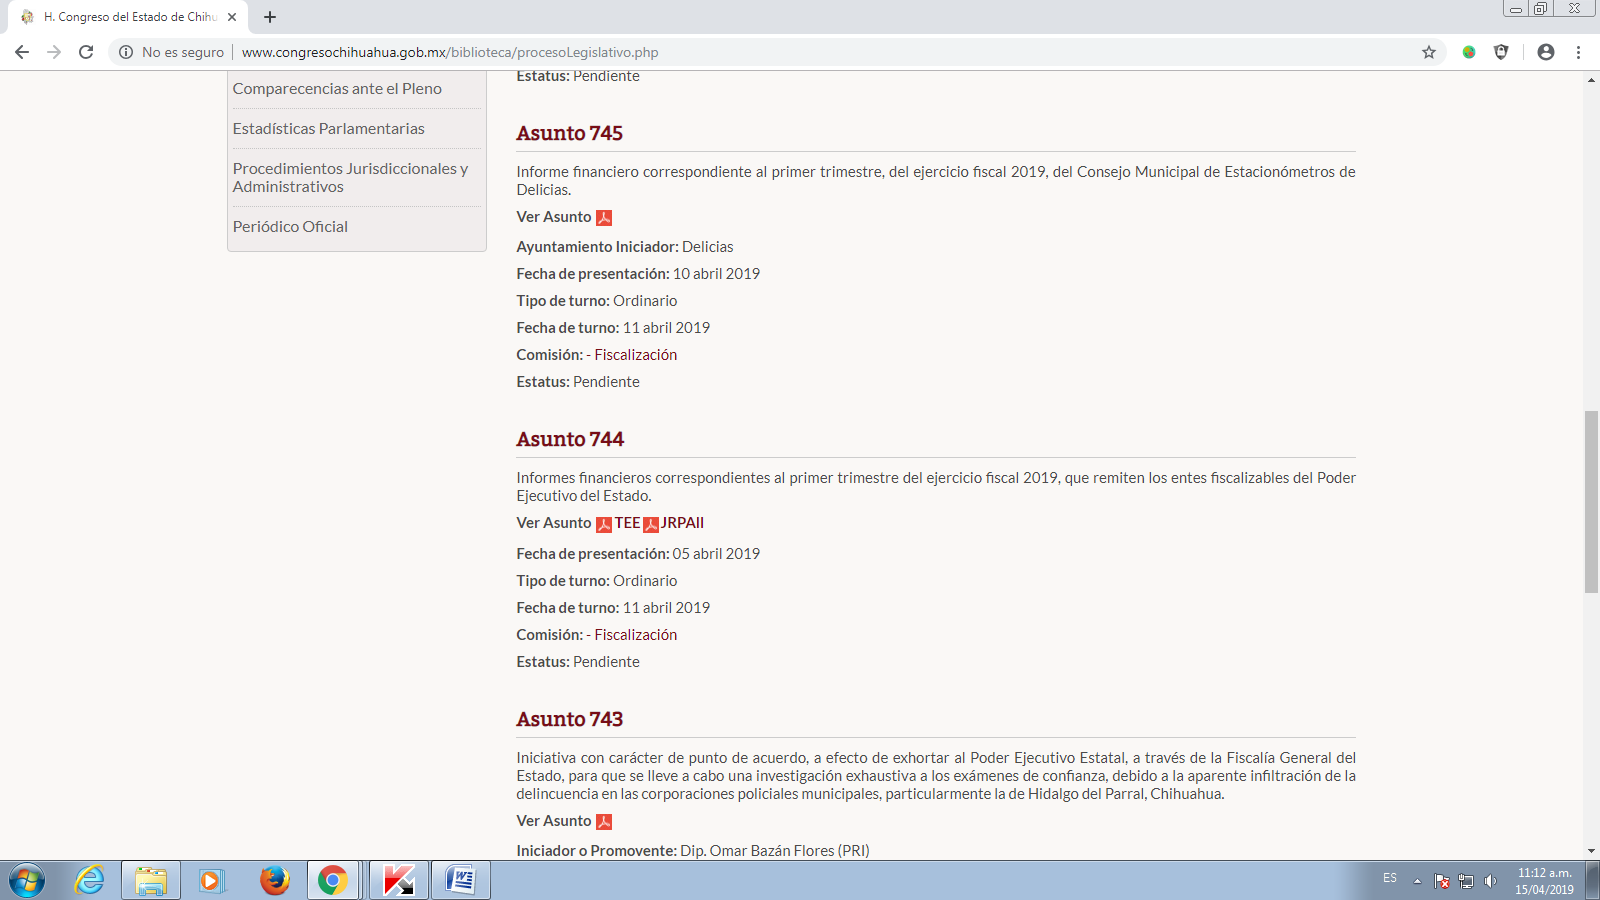 H. Congreso del Estado de Chihu
No es seguro | www.congresochihuahua.gob.mx/biblioteca/procesoLegislativo.php
Comparecencias ante el Pleno
Estadísticas Parlamentarias
Procedimientos Jurisdiccionales y
Administrativos
Periódico Oficial
Estatus: Pendiente
Asunto 745
Informe financiero correspondiente al primer trimestre, del ejercicio fiscal 2019, del Consejo Municipal de Estacionómetros de
Delicias.
Ver Asunto
Ayuntamiento Iniciador: Delicias
Fecha de presentación: 10 abril 2019
Tipo de turno: Ordinario
Fecha de turno: 11 abril 2019
Comisión: - Fiscalización
Estatus: Pendiente
Asunto 744
Informes financieros correspondientes al primer trimestre del ejercicio fiscal 2019, que remiten los entes fiscalizables del Poder
Ejecutivo del Estado.
Ver Asunto TEE JRPAII
Fecha de presentación: 05 abril 2019
Tipo de turno: Ordinario
Fecha de turno: 11 abril 2019
Comisión: - Fiscalización
Estatus: Pendiente
Asunto 743
Iniciativa con carácter de punto de acuerdo, a efecto de exhortar al Poder Ejecutivo Estatal, a través de la Fiscalía General del
Estado, para que se lleve a cabo una investigación exhaustiva a los exámenes de confianza, debido a la aparente infiltración de la
delincuencia en las corporaciones policiales municipales, particularmente la de Hidalgo del Parral, Chihuahua.
Ver Asunto
Iniciador o Promovente: Dip. Omar Bazán Flores (PRI)
ES
11:12 a.m.
15/04/2019